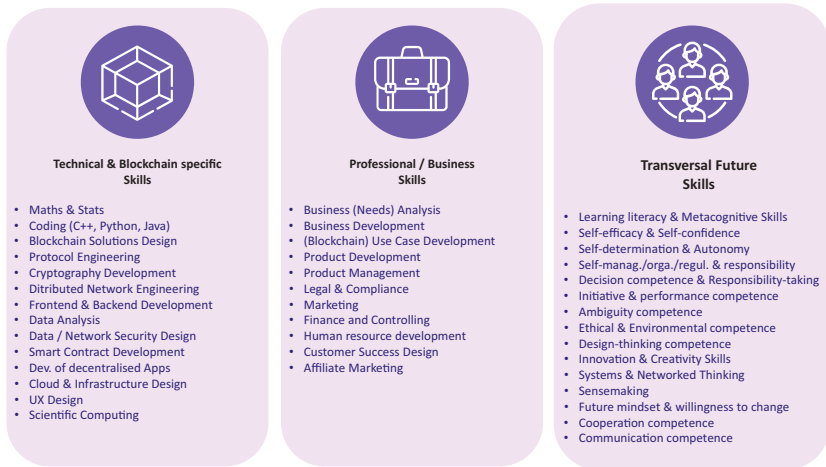 Technical & Blockchain specific
Skills
• Maths & Stats
• Coding (C++, Python, Java)
• Blockchain Solutions Design
• Protocol Engineering
• Cryptography Development
• Ditributed Network Engineering
• Frontend & Backend Development
• Data Analysis
• Data / Network Security Design
• Smart Contract Development
• Dev. of decentralised Apps
• Cloud & Infrastructure Design
• UX Design
• Scientific Computing
Professional / Business
Skills
• Business (Needs) Analysis
• Business Development
• (Blockchain) Use Case Development
• Product Development
• Product Management
• Legal & Compliance
• Marketing
• Finance and Controlling
• Human resource development
• Customer Success Design
• Affiliate Marketing
Transversal Future
Skills
• Learning literacy & Metacognitive Skills
• Self-efficacy & Self-confidence
• Self-determination & Autonomy
• Self-manag./orga./regul. & responsibility
• Decision competence & Responsibility-taking
• Initiative & performance competence
• Ambiguity competence
• Ethical & Environmental competence
• Design-thinking competence
• Innovation & Creativity Skills
• Systems & Networked Thinking
• Sensemaking
• Future mindset & willingness to change
• Cooperation competence
• Communication competence